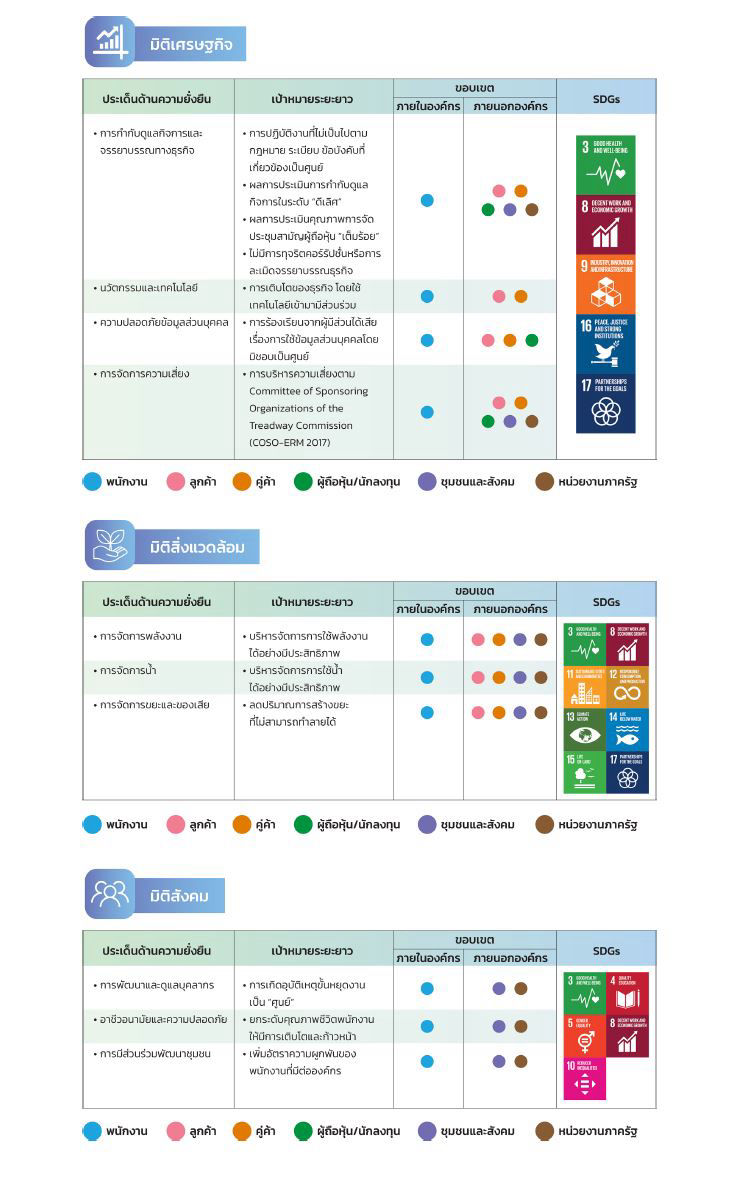 มิติเศรษฐกิจ
ประเด็นด้านความยั่งยืน
เป้าหมายระยะยาว
ขอบเขต
ภายในองค์กร
ภายนอกองค์กร
SDGs
• การกำกับดูแลกิจการและ
จรรยาบรรณทางธุรกิจ
• การปฏิบัติงานที่ไม่เป็นไปตาม
กฎหมาย ระเบียบ ข้อบังคับที่
เกี่ยวข้องเป็นศูนย์
• ผลการประเมินการกำกับดูแล
กิจการในระดับ “ดีเลิศ”
• ผลการประเมินคุณภาพการจัด
ประชุมสามัญผู้ถือหุ้น “เต็มร้อย”
• ไม่มีการทุจริตคอร์รัปชั่นหรือการ
ละเมิดจรรยาบรรณธุรกิจ
• นวัตกรรมและเทคโนโลยี
• การเติบโตของธุรกิจ โดยใช้
เทคโนโลยีเข้ามามีส่วนร่วม
• ความปลอดภัยข้อมูลส่วนบุคคล
• การร้องเรียนจากผู้มีส่วนได้เสีย
เรื่องการใช้ข้อมูลส่วนบุคคลโดย
มิชอบเป็นศูนย์
• การจัดการความเสี่ยง
• การบริหารความเสี่ยงตาม
Committee of Sponsoring
Organizations of the
Treadway Commission
(COSO-ERM 2017)
3 GOOD HEALTH
AND WELL-BEING
8 DECENT WORK AND
ECONOMIC GROWTH
9 INDUSTRY, INNOVATION
AND INFRASTRUCTURE
16 PEACE, JUSTICE
AND STRONG
INSTITUTIONS
17 PARTNERSHIPS
FOR THE GOALS
พนักงาน
ลูกค้า
คู่ค้า
ผู้ถือหุ้น/นักลงทุน
ชุมชนและสังคม
หน่วยงานภาครัฐ
มิติสิ่งแวดล้อม
ประเด็นด้านความยั่งยืน
เป้าหมายระยะยาว
ขอบเขต
ภายในองค์กร
ภายนอกองค์กร
SDGs
• การจัดการพลังงาน
• บริหารจัดการการใช้พลังงาน
ได้อย่างมีประสิทธิภาพ
• การจัดการน้ำ
• บริหารจัดการการใช้น้ำ
ได้อย่างมีประสิทธิภาพ
• การจัดการขยะและของเสีย
• ลดปริมาณการสร้างขยะ
ที่ไม่สามารถทำลายได้
3 GOOD HEALTH
AND WELL-BEING
8 DECENT WORK AND
ECONOMIC GROWTH
11 SUSTAINABLE CITIES
AND COMMUNITIES
12 RESPONSIBLE
CONSUMPTION
AND PRODUCTION
13 CLIMATE
ACTION
14 LIFE
BELOW WATER
15 LIFE
ON LAND
17 PARTNERSHIPS
FOR THE GOALS
พนักงาน
ลูกค้า
คู่ค้า
ผู้ถือหุ้น/นักลงทุน
ชุมชนและสังคม
หน่วยงานภาครัฐ
มิติสังคม
ประเด็นด้านความยั่งยืน
เป้าหมายระยะยาว
ขอบเขต
ภายในองค์กร
ภายนอกองค์กร
SDGs
• การพัฒนาและดูแลบุคลากร
• การเกิดอุบัติเหตุขั้นหยุดงาน
เป็น “ศูนย์”
• อาชีวอนามัยและความปลอดภัย
• ยกระดับคุณภาพชีวิตพนักงาน
ให้มีการเติบโตและก้าวหน้า
• การมีส่วนร่วมพัฒนาชุมชน
• เพิ่มอัตราความผูกพันของ
พนักงานที่มีต่อองค์กร
3 GOOD HEALTH
AND WELL-BEING
4 QUALITY
EDUCATION
5 GENDER
EQUALITY
8 DECENT WORK AND
ECONOMIC GROWTH
10 REDUCED
INEQUALITIES
พนักงาน
ลูกค้า
คู่ค้า
ผู้ถือหุ้น/นักลงทุน
ชุมชนและสังคม
หน่วยงานภาครัฐ